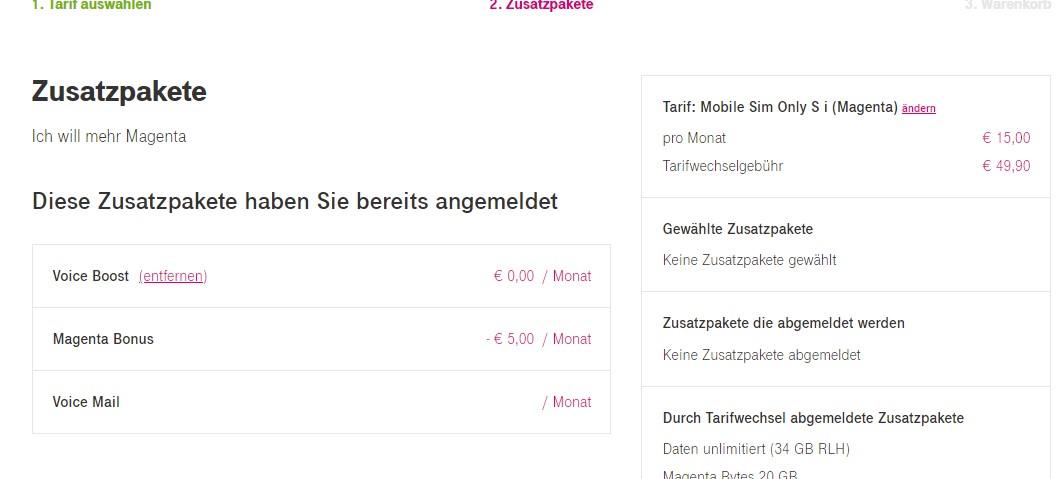 1. Tarif auswählen
2. Zusatzpakete
3. Warenkorb
Zusatzpakete
Ich will mehr Magenta
Diese Zusatzpakete haben Sie bereits angemeldet
Voice Boost (entfernen) € 0,00 / Monat
Magenta Bonus - € 5,00 / Monat
Voice Mail / Monat
Tarif: Mobile Sim Only S i (Magenta) ändern
pro Monat € 15,00
Tarifwechselgebühr € 49,90
Gewählte Zusatzpakete
Keine Zusatzpakete gewählt
Zusatzpakete die abgemeldet werden
Keine Zusatzpakete abgemeldet
Durch Tarifwechsel abgemeldete Zusatzpakete
Daten unlimitiert (34 GB RLH)
Magenta Bytes 20 GB